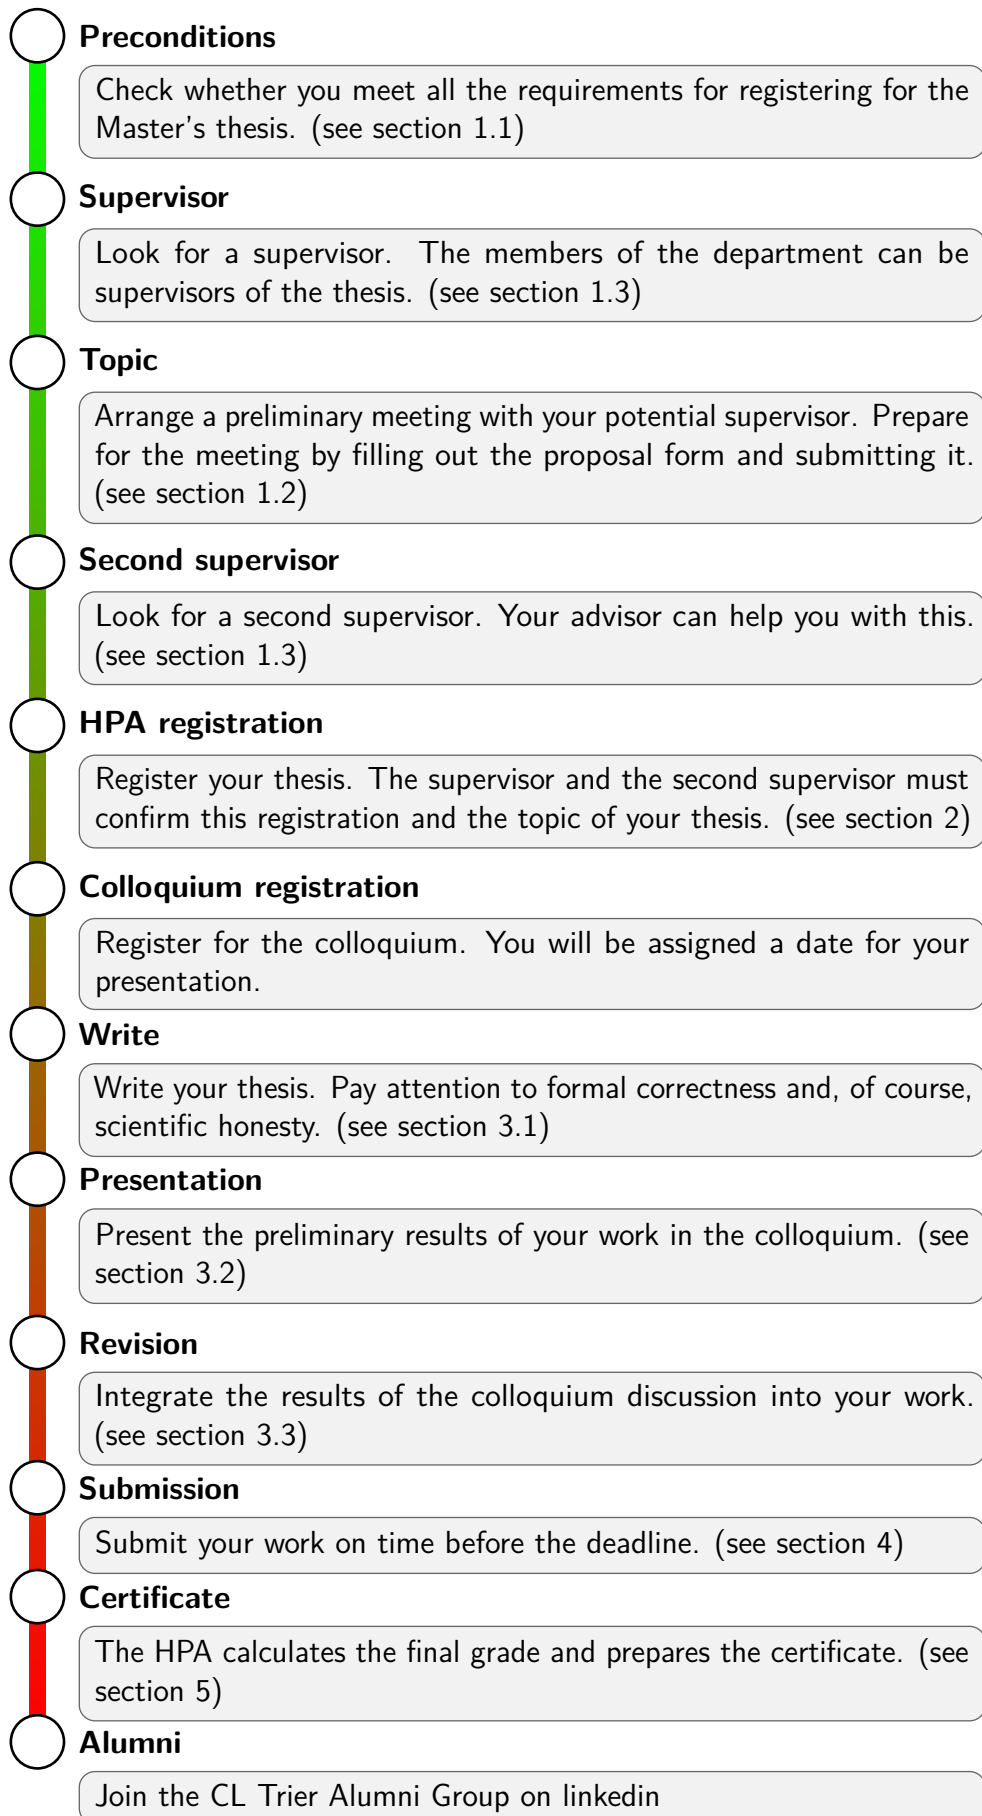 Preconditions
Check whether you meet all the requirements for registering for the
Master's thesis. (see section 1.1)
Supervisor
Look for a supervisor. The members of the department can be
supervisors of the thesis. (see section 1.3)
Topic
Arrange a preliminary meeting with your potential supervisor. Prepare
for the meeting by filling out the proposal form and submitting it.
(see section 1.2)
Second supervisor
Look for a second supervisor. Your advisor can help you with this.
(see section 1.3)
HPA registration
Register your thesis. The supervisor and the second supervisor must
confirm this registration and the topic of your thesis. (see section 2)
Colloquium registration
Register for the colloquium. You will be assigned a date for your
presentation.
Write
Write your thesis. Pay attention to formal correctness and, of course,
scientific honesty. (see section 3.1)
Presentation
Present the preliminary results of your work in the colloquium. (see
section 3.2)
Revision
Integrate the results of the colloquium discussion into your work.
(see section 3.3)
Submission
Submit your work on time before the deadline. (see section 4)
Certificate
The HPA calculates the final grade and prepares the certificate. (see
section 5)
Alumni
Join the CL Trier Alumni Group on linkedin